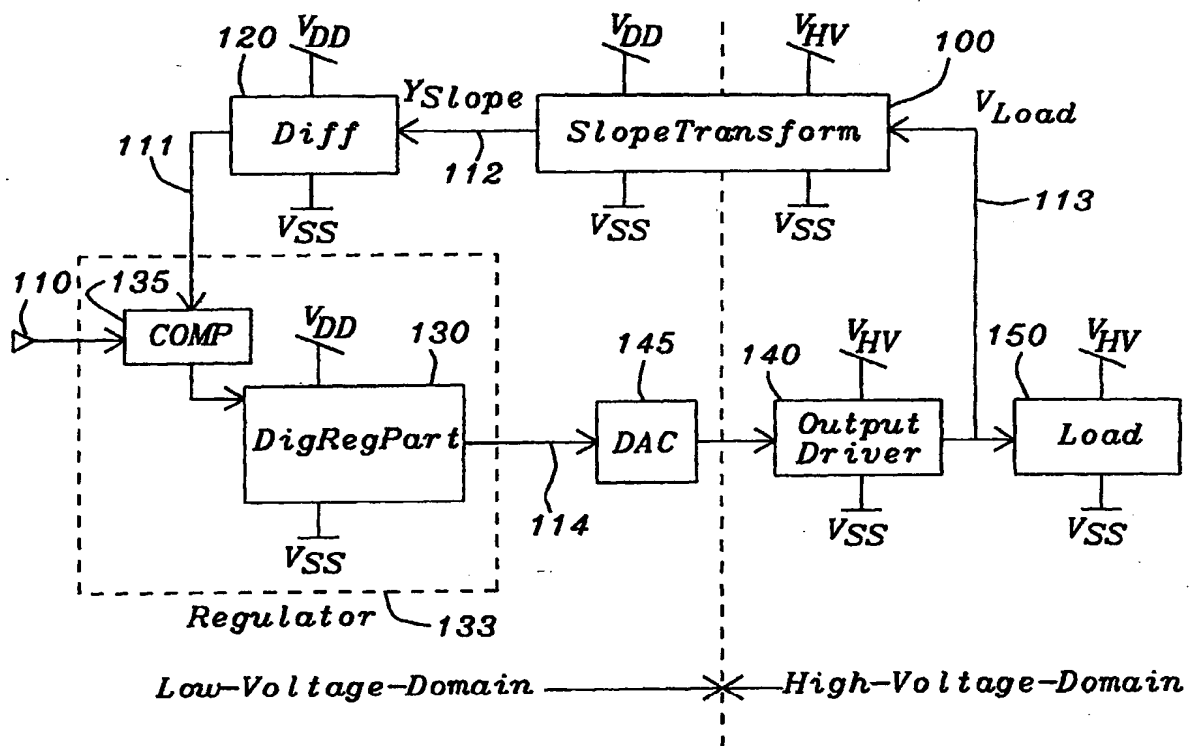 120
VDD
VDD
VHV
100
YSlope
VLoad
Diff
SlopeTransform
111
112
113
VSS
VSS
VSS
110
135
COMP
VDD
130
145
140
VHV
150
VHV
DigRegPart
DAC
Output
Driver
Load
114
VSS
VSS
VSS
Regulator
133
Low-Voltage-Domain
High-Voltage-Domain